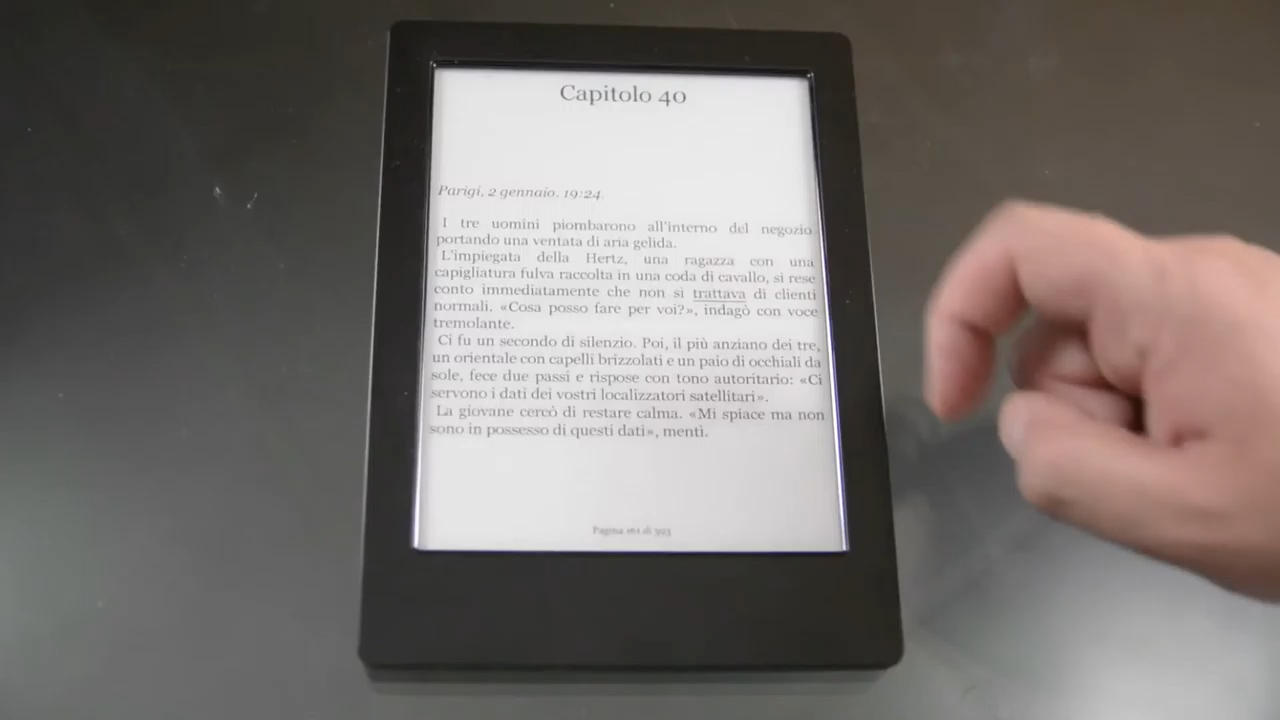 Capitolo 40
Parigi, 2 gennaio. 19:24.
I tre uomini piombarono all'interno del negozio
portando una ventata di aria gelida.
L'impiegata della Hertz, una ragazza con una
capigliatura fulva raccolta in una coda di cavallo, si rese
conto immediatamente che non si trattava di clienti
normali. «Cosa posso fare per voi?», indagò con voce
tremolante.
Ci fu un secondo di silenzio. Poi, il più anziano dei tre,
un orientale con capelli brizzolati e un paio di occhiali da
sole, fece due passi e rispose con tono autoritario: «Ci
servono i dati dei vostri localizzatori satellitari».
La giovane cercò di restare calma. «Mi spiace ma non
sono in possesso di questi dati», mentì.
Pagina di